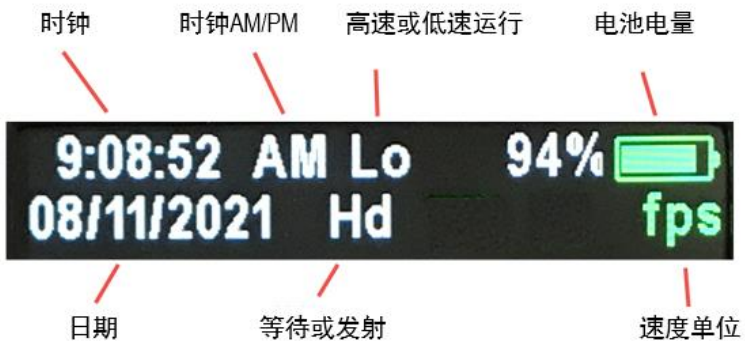 时钟 时钟AM/PM 高速或低速运行 电池电量
9:08:52 AM Lo 94%
08/11/2021 Hd fps
日期 等待或发射 速度单位